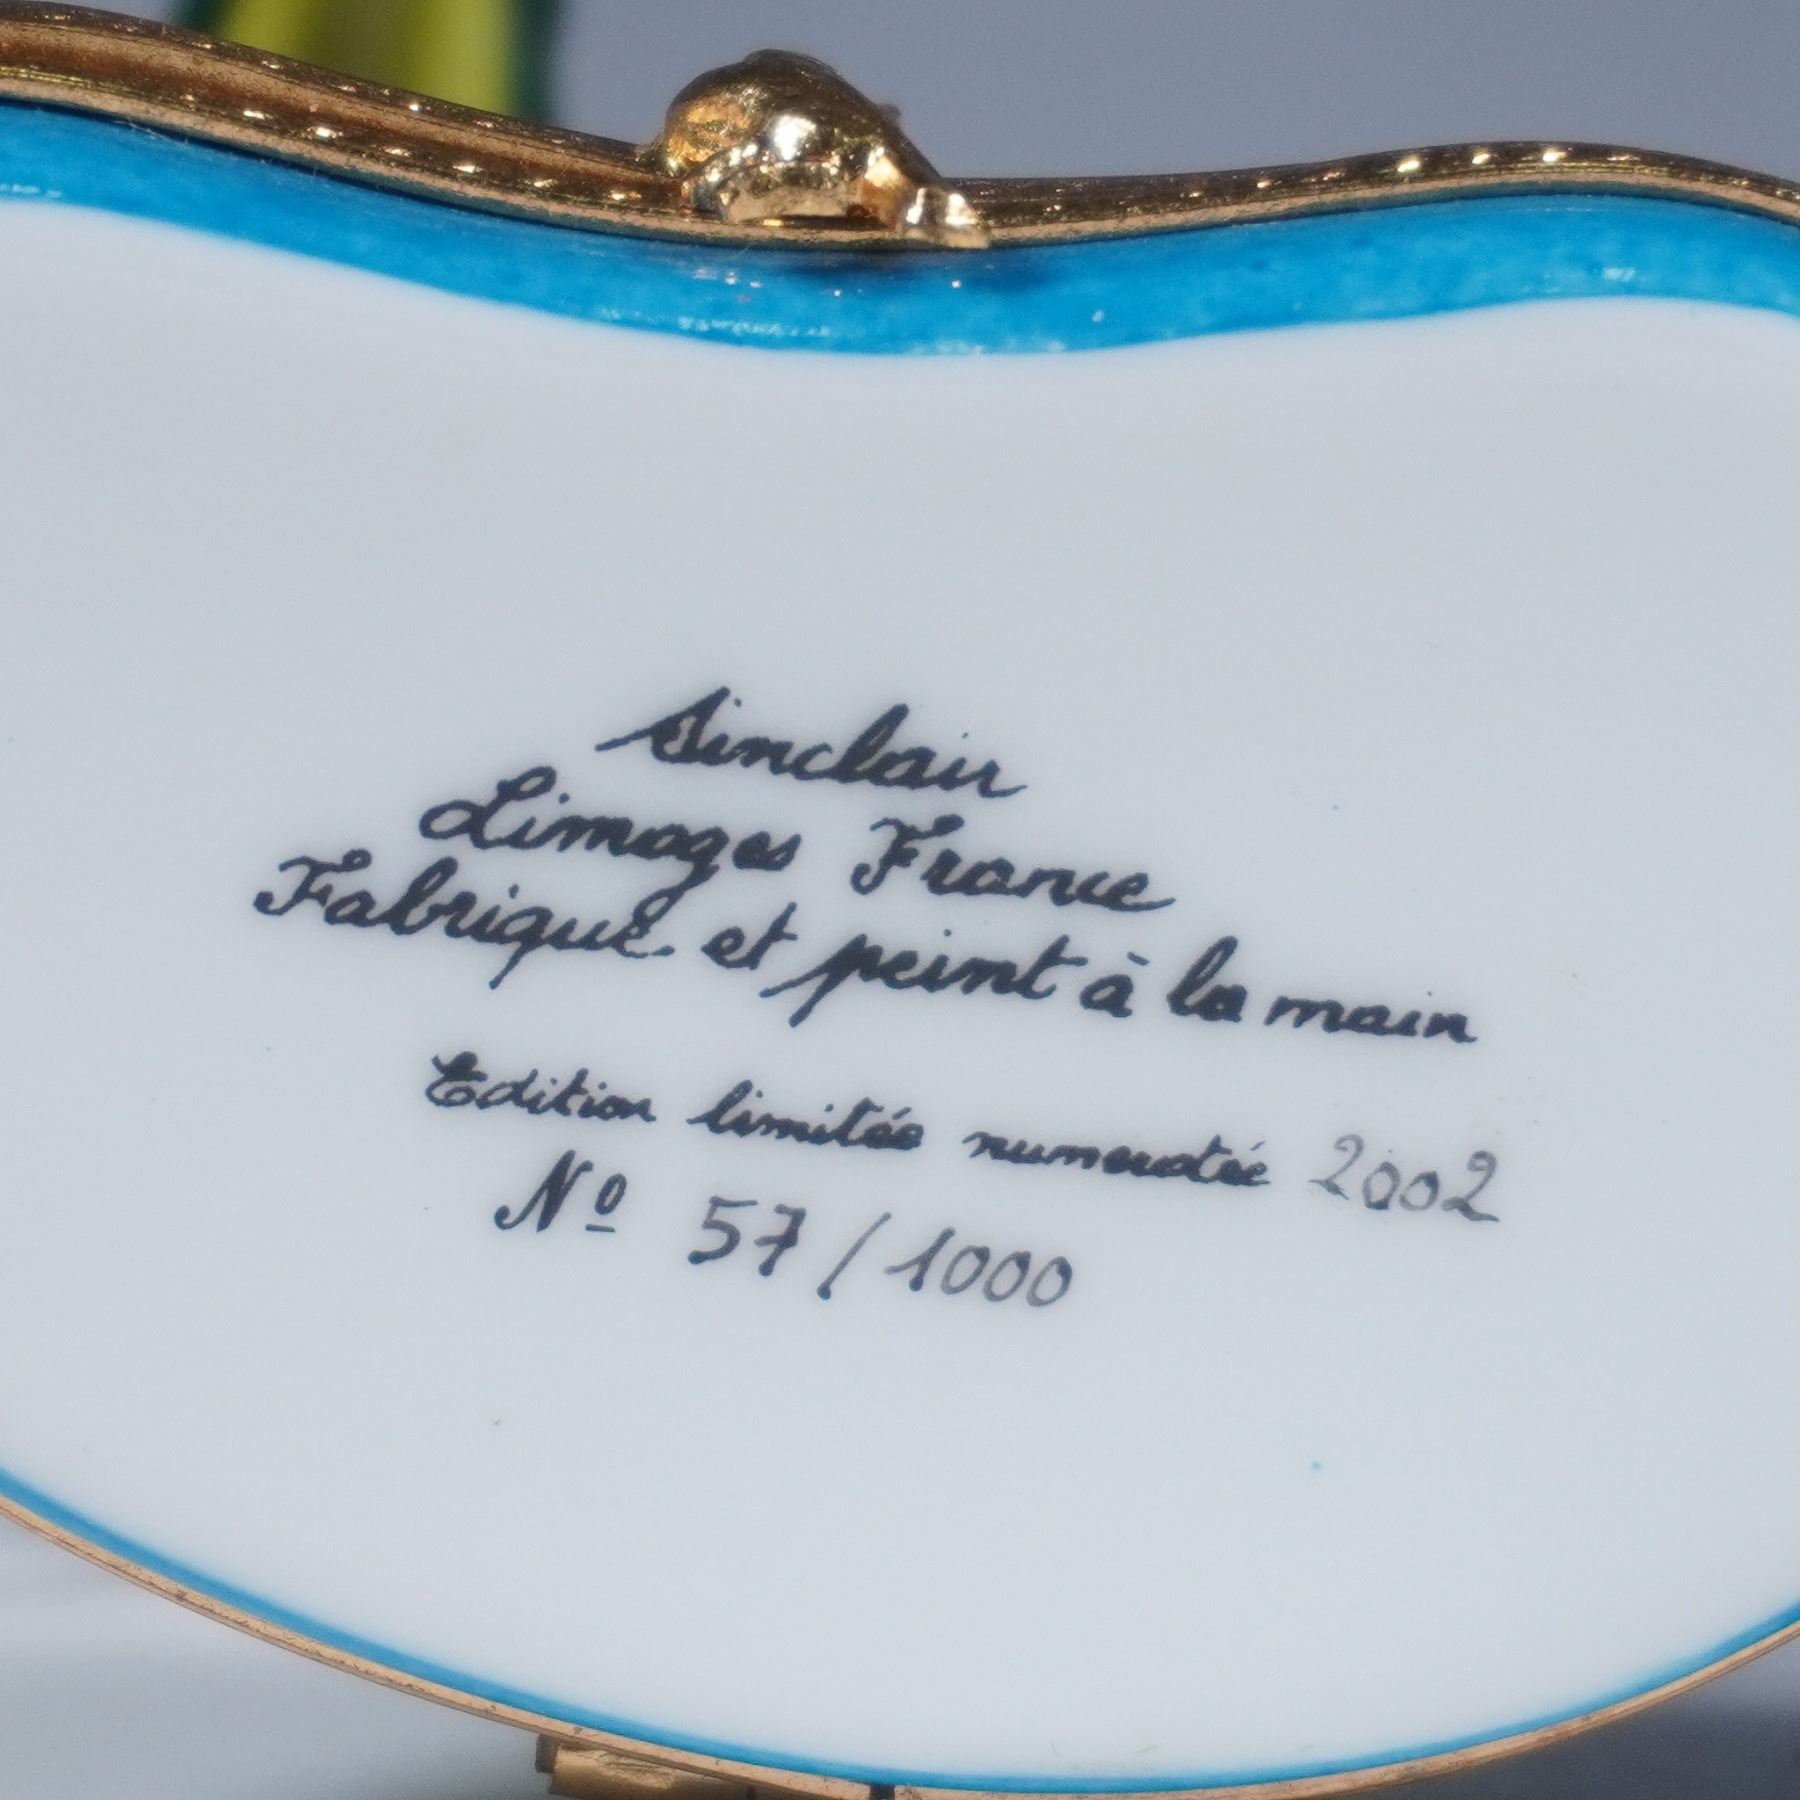 Sinclair
Limoges France
Fabrique et peint à la main
Edition limitée numerotée 2002
Nº 57/1000